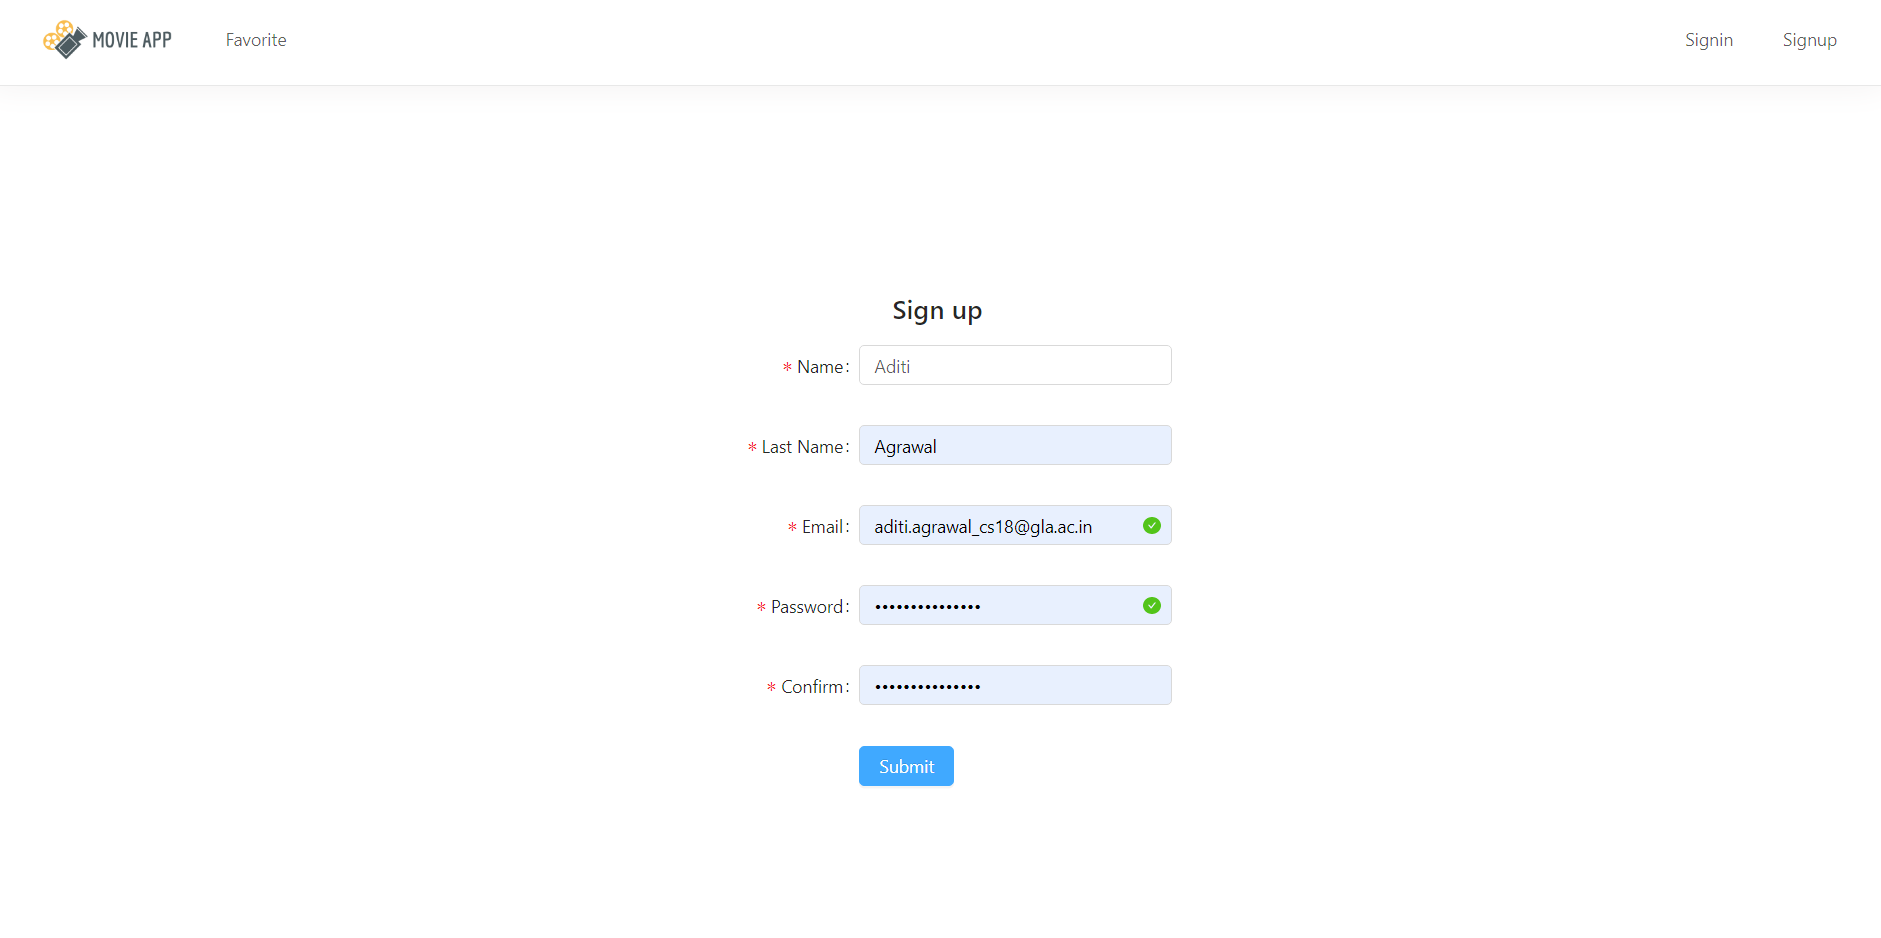 MOVIE APP Favorite Signin Signup
Sign up
* Name: Aditi
* Last Name: Agrawal
* Email: aditi.agrawal_cs18@gla.ac.in
* Password: •••••••••••••••
* Confirm: •••••••••••••••
Submit